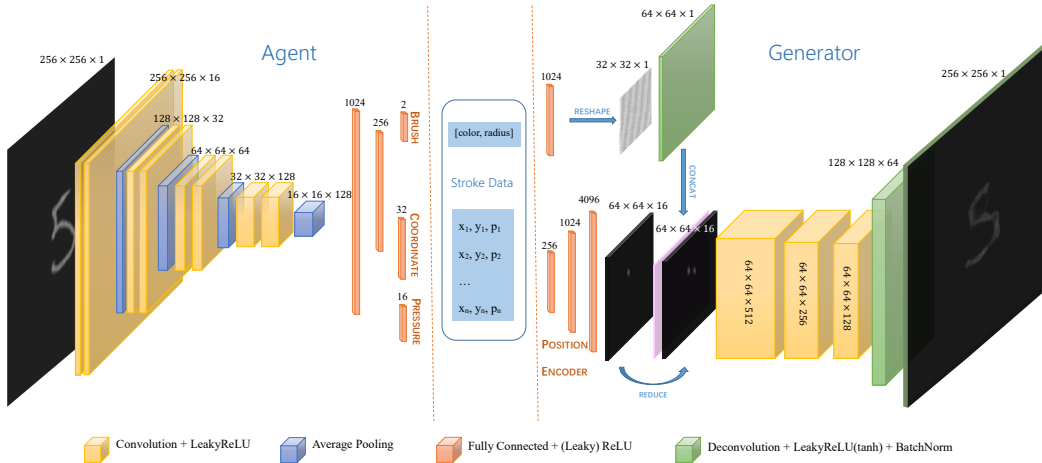 Agent
256 × 256 × 1
256 × 256 × 16
128 × 128 × 32
64 × 64 × 64
32 × 32 × 128
16 × 16 × 128
1024
256
2
BRUSH
32
COORDINATE
16
PRESSURE
[color, radius]
Stroke Data
x₁, y₁, p₁
x₂, y₂, p₂
…
xₙ, yₙ, pₙ
Generator
1024
RESHAPE
32 × 32 × 1
64 × 64 × 1
CONCAT
256
1024
4096
POSITION
ENCODER
64 × 64 × 16
64 × 64 × 16
REDUCE
64 × 64 × 512
64 × 64 × 256
64 × 64 × 128
128 × 128 × 64
256 × 256 × 1
5
5
Convolution + LeakyReLU
Average Pooling
Fully Connected + (Leaky) ReLU
Deconvolution + LeakyReLU(tanh) + BatchNorm